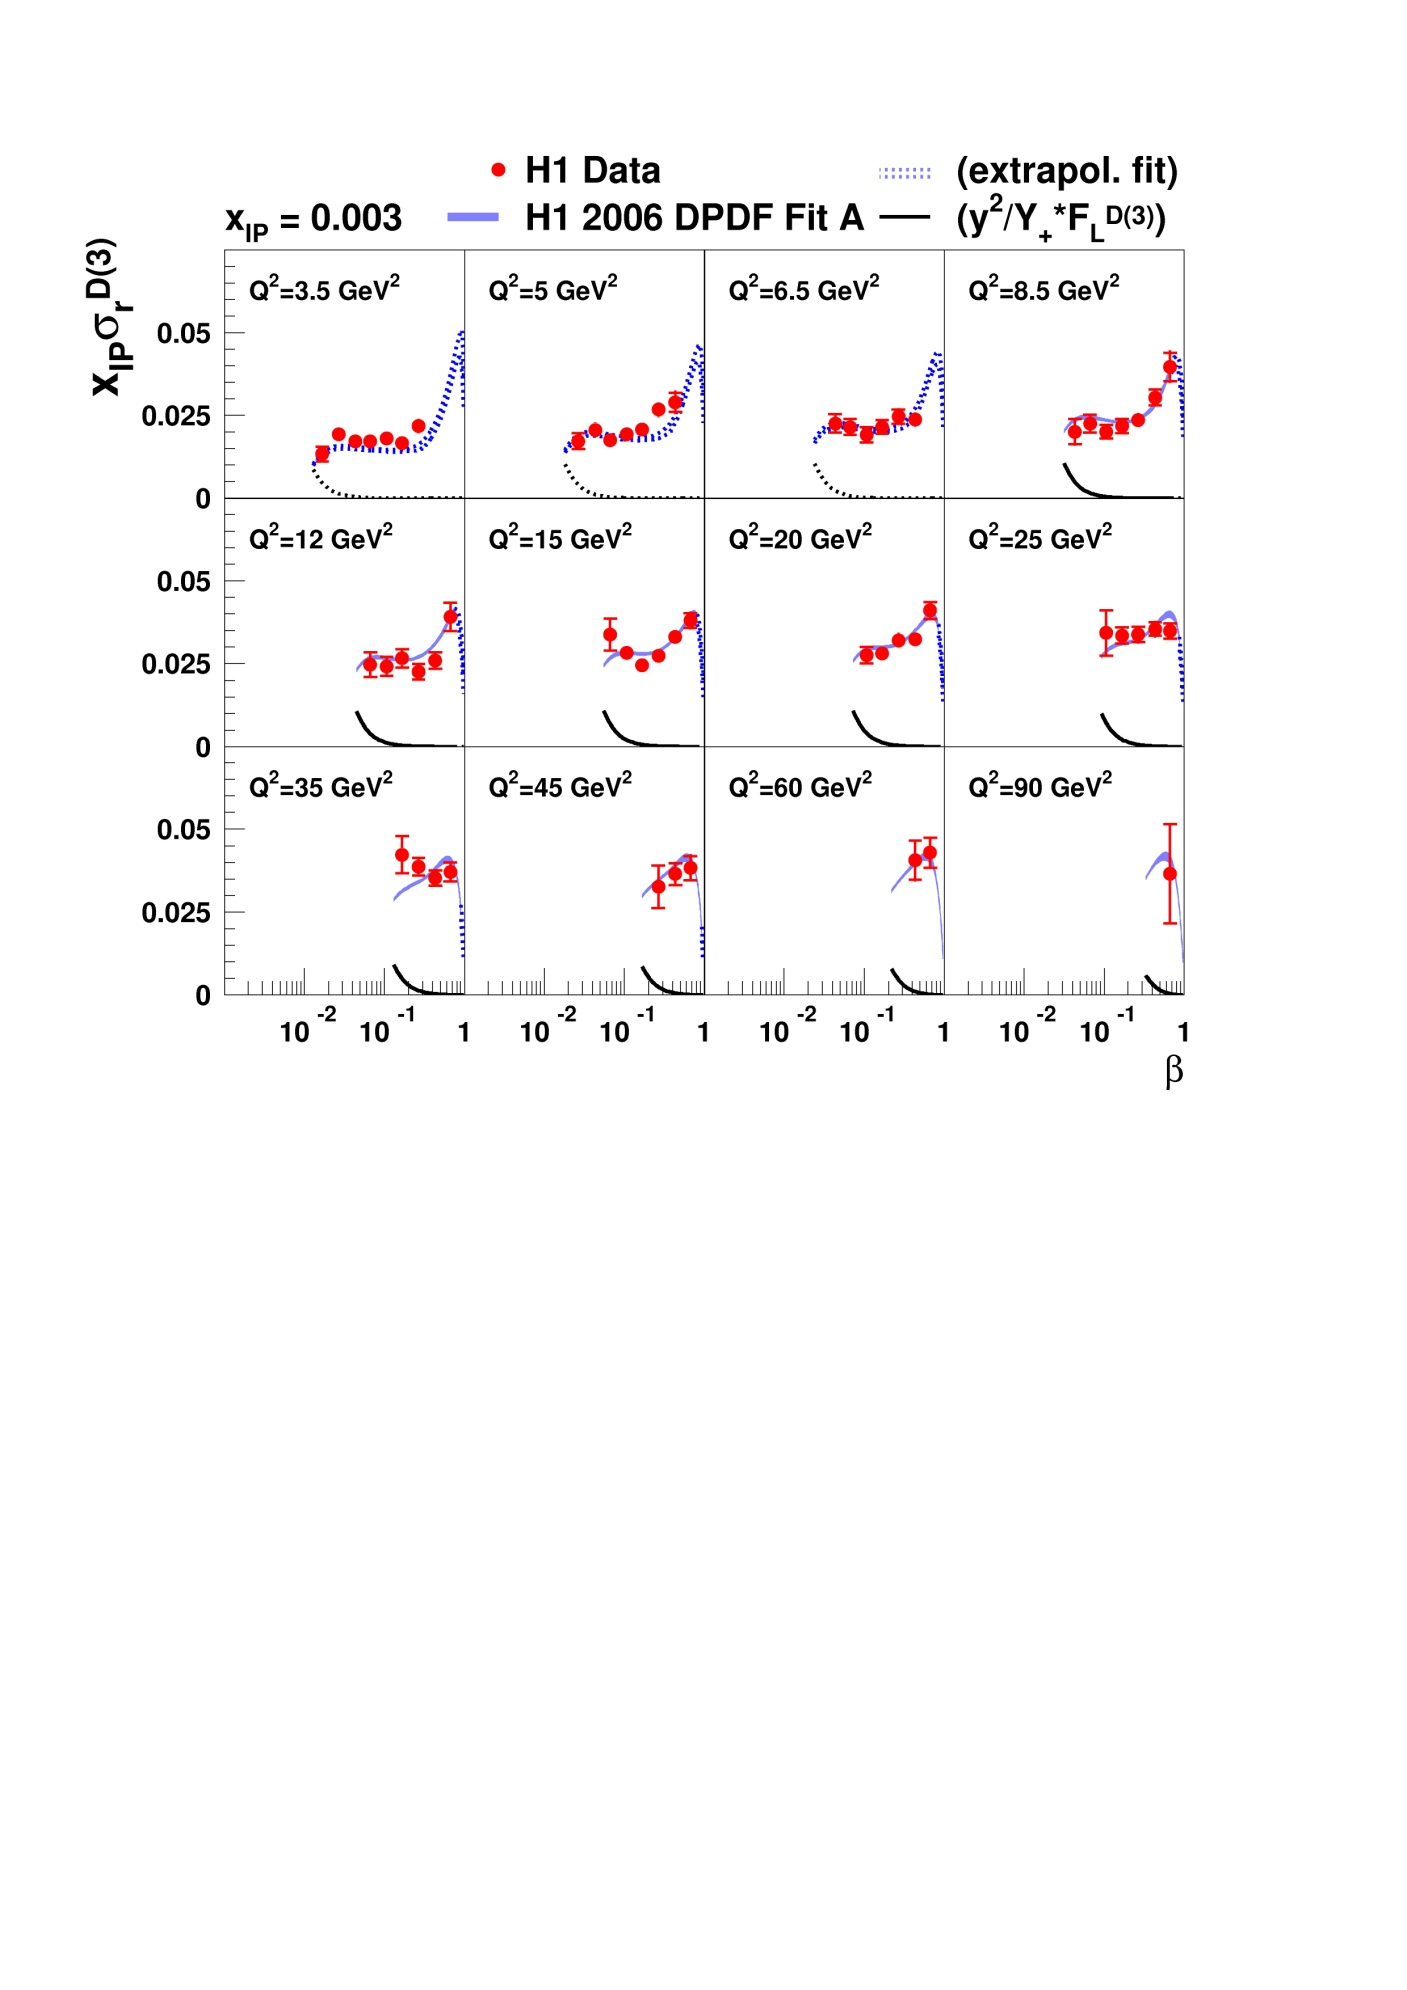 H1 Data (extrapol. fit)
x_IP = 0.003 H1 2006 DPDF Fit A (y²/Y₊*F_L^D(3))
x_IP σ_r^D(3)
Q²=3.5 GeV² Q²=5 GeV² Q²=6.5 GeV² Q²=8.5 GeV²
0.05
0.025
0
Q²=12 GeV² Q²=15 GeV² Q²=20 GeV² Q²=25 GeV²
0.05
0.025
0
Q²=35 GeV² Q²=45 GeV² Q²=60 GeV² Q²=90 GeV²
0.05
0.025
0
10⁻² 10⁻¹ 1 10⁻² 10⁻¹ 1 10⁻² 10⁻¹ 1 10⁻² 10⁻¹ 1
β